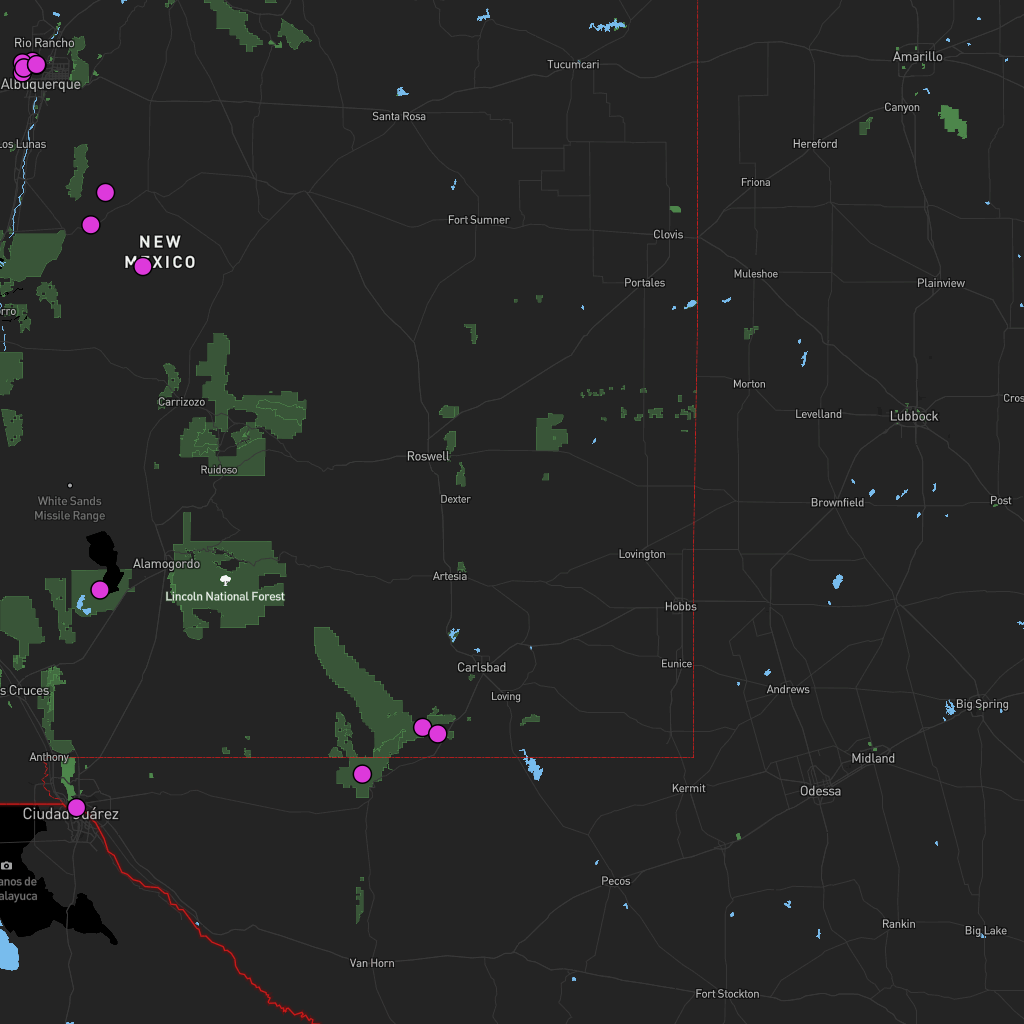 Rio Rancho
Amarillo
Tucumcari
Albuquerque
Canyon
Santa Rosa
Los Lunas
Hereford
Friona
Fort Sumner
Clovis
NEW
MEXICO
Muleshoe
Portales
Plainview
rro
Morton
Carrizozo
Cros
Levelland
Lubbock
Roswell
Ruidoso
Dexter
White Sands
Missile Range
Brownfield
Post
Lovington
Alamogordo
Artesia
Lincoln National Forest
Hobbs
Eunice
Carlsbad
s Cruces
Andrews
Loving
Big Spring
Anthony
Midland
Kermit
Odessa
Ciudad Juárez
anos de
alayuca
Pecos
Rankin
Big Lake
Van Horn
Fort Stockton